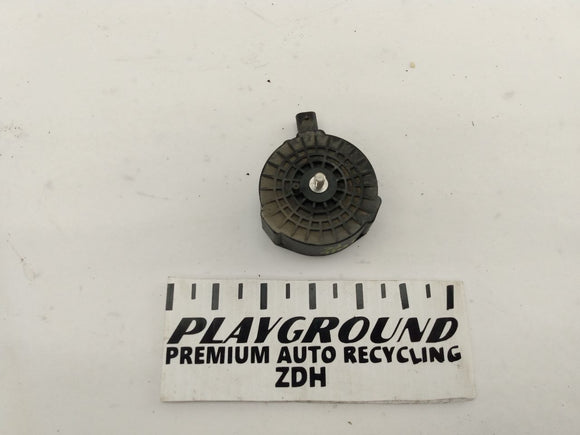 PLAYGROUND
PREMIUM AUTO RECYCLING
ZDH